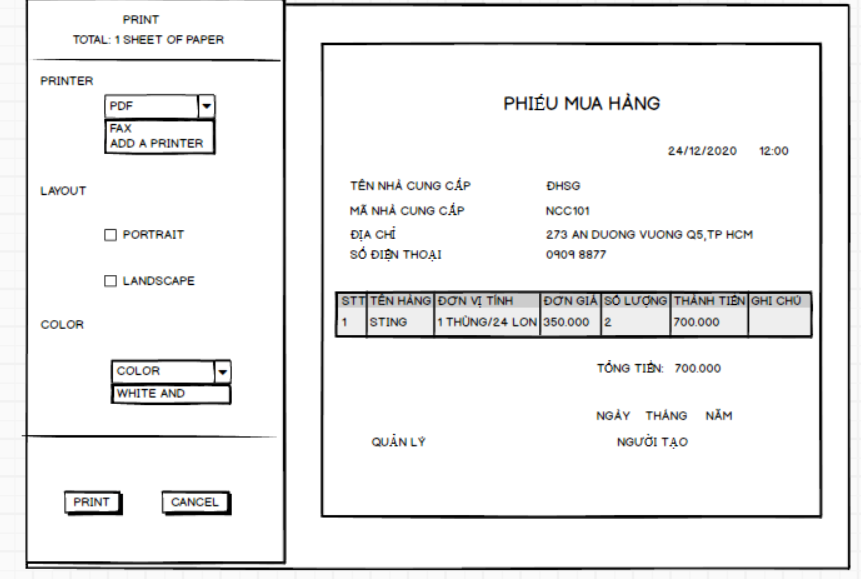 PRINT
TOTAL: 1 SHEET OF PAPER
PRINTER
PDF
FAX
ADD A PRINTER
LAYOUT
PORTRAIT
LANDSCAPE
COLOR
COLOR
WHITE AND
PRINT CANCEL
PHIẾU MUA HÀNG
24/12/2020 12:00
TÊN NHÀ CUNG CẤP ĐHSG
MÃ NHÀ CUNG CẤP NCC101
ĐỊA CHỈ 273 AN DUONG VUONG Q5,TP HCM
SỐ ĐIỆN THOẠI 0909 8877
STT TÊN HÀNG ĐƠN VỊ TÍNH ĐƠN GIÁ SỐ LƯỢNG THÀNH TIỀN GHI CHÚ
1 STING 1 THÙNG/24 LON 350.000 2 700.000
TỔNG TIỀN: 700.000
NGÀY THÁNG NĂM
QUẢN LÝ NGƯỜI TẠO